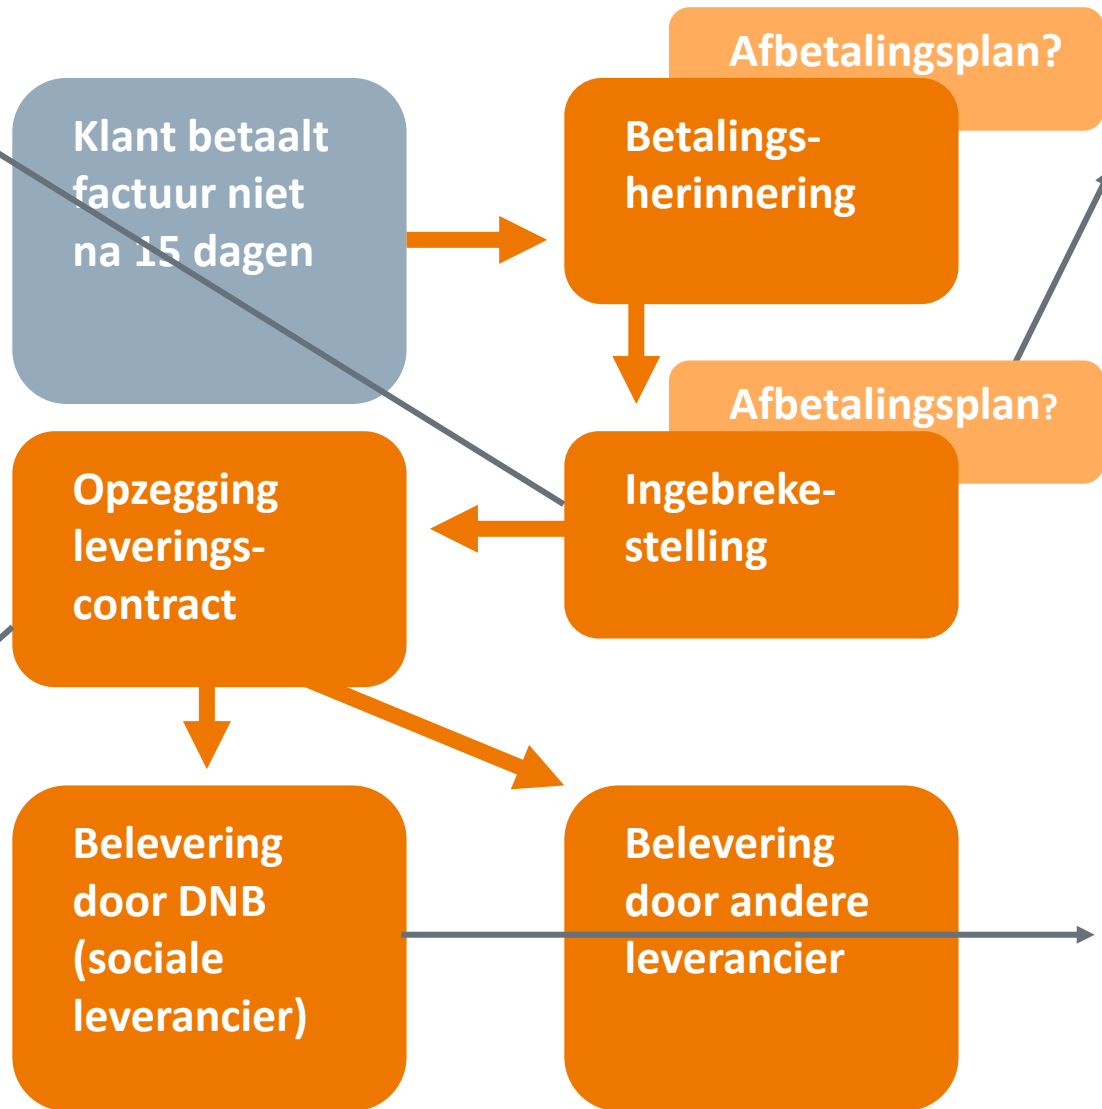 Afbetalingsplan?
Klant betaalt
factuur niet
na 15 dagen
Betalings-
herinnering
Afbetalingsplan?
Opzegging
leverings-
contract
Ingebreke-
stelling
Belevering
door DNB
(sociale
leverancier)
Belevering
door andere
leverancier